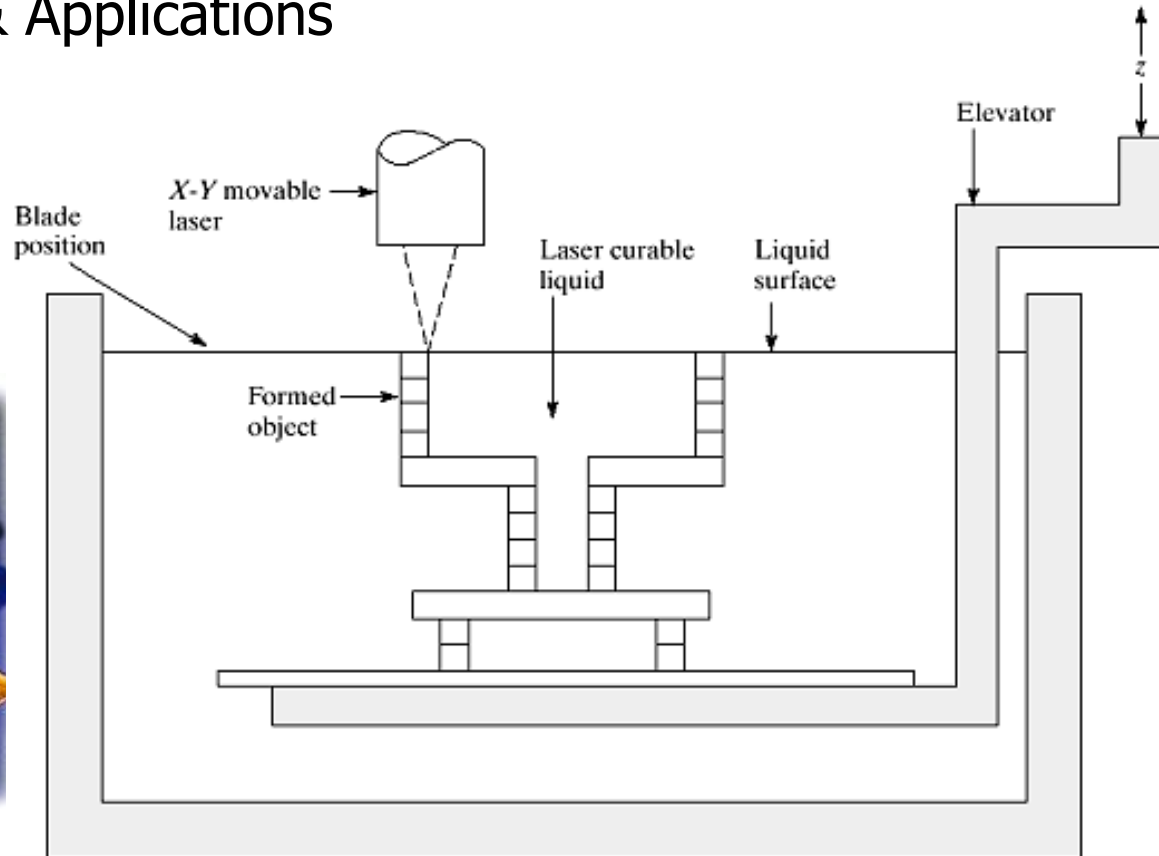 & Applications
z
Elevator
X-Y movable
laser
Blade
position
Laser curable
liquid
Liquid
surface
Formed
object